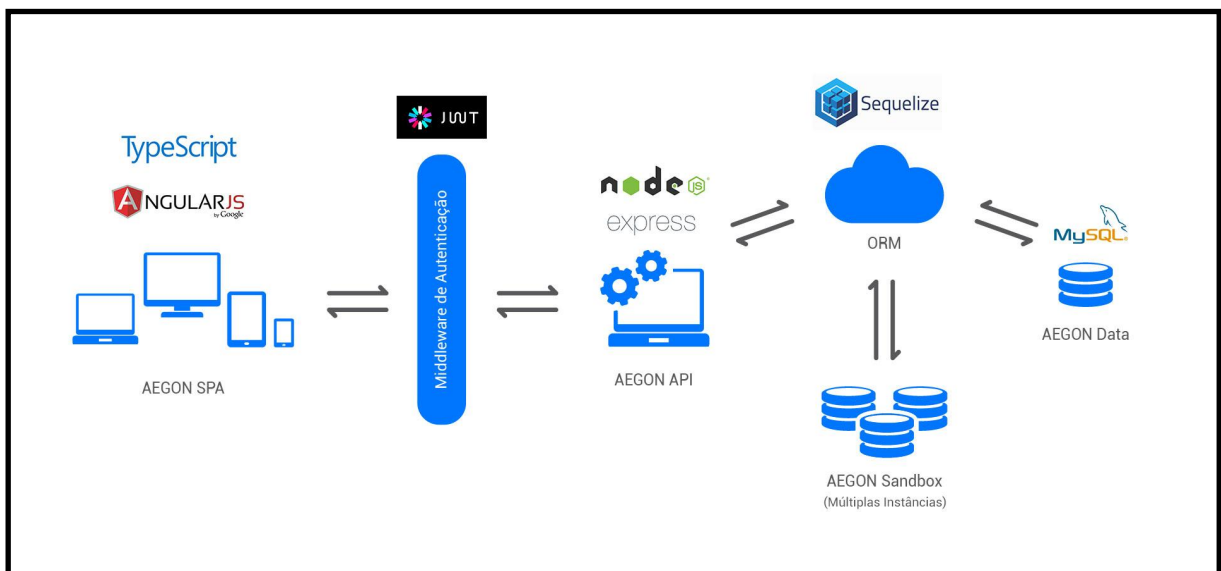 TypeScript
ANGULARJS
by Google
AEGON SPA
JWT
Middleware de Autenticação
node
JS
express
AEGON API
Sequelize
ORM
MySQL
AEGON Data
AEGON Sandbox
(Múltiplas Instâncias)